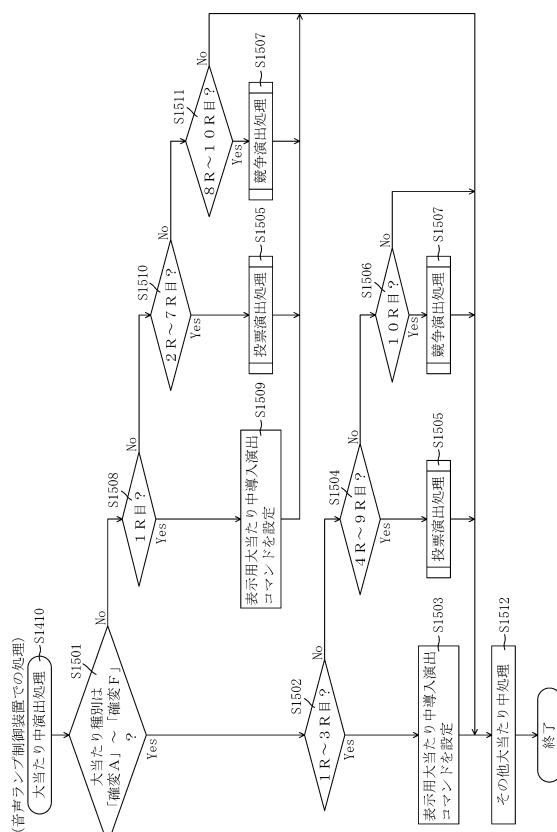 (音声ランプ制御装置での処理)
大当たり中演出処理
S1410
大当たり種別は
「確変A」~「確変F」
?
S1501
Yes
No
1R~3R目?
S1502
Yes
No
表示用大当たり中導入演出
コマンドを設定
S1503
4R~9R目?
S1504
Yes
No
投票演出処理
S1505
10R目?
S1506
Yes
No
競争演出処理
S1507
1R目?
S1508
Yes
No
表示用大当たり中導入演出
コマンドを設定
S1509
2R~7R目?
S1510
Yes
No
投票演出処理
S1505
8R~10R目?
S1511
Yes
No
競争演出処理
S1507
その他大当たり中処理
S1512
終了